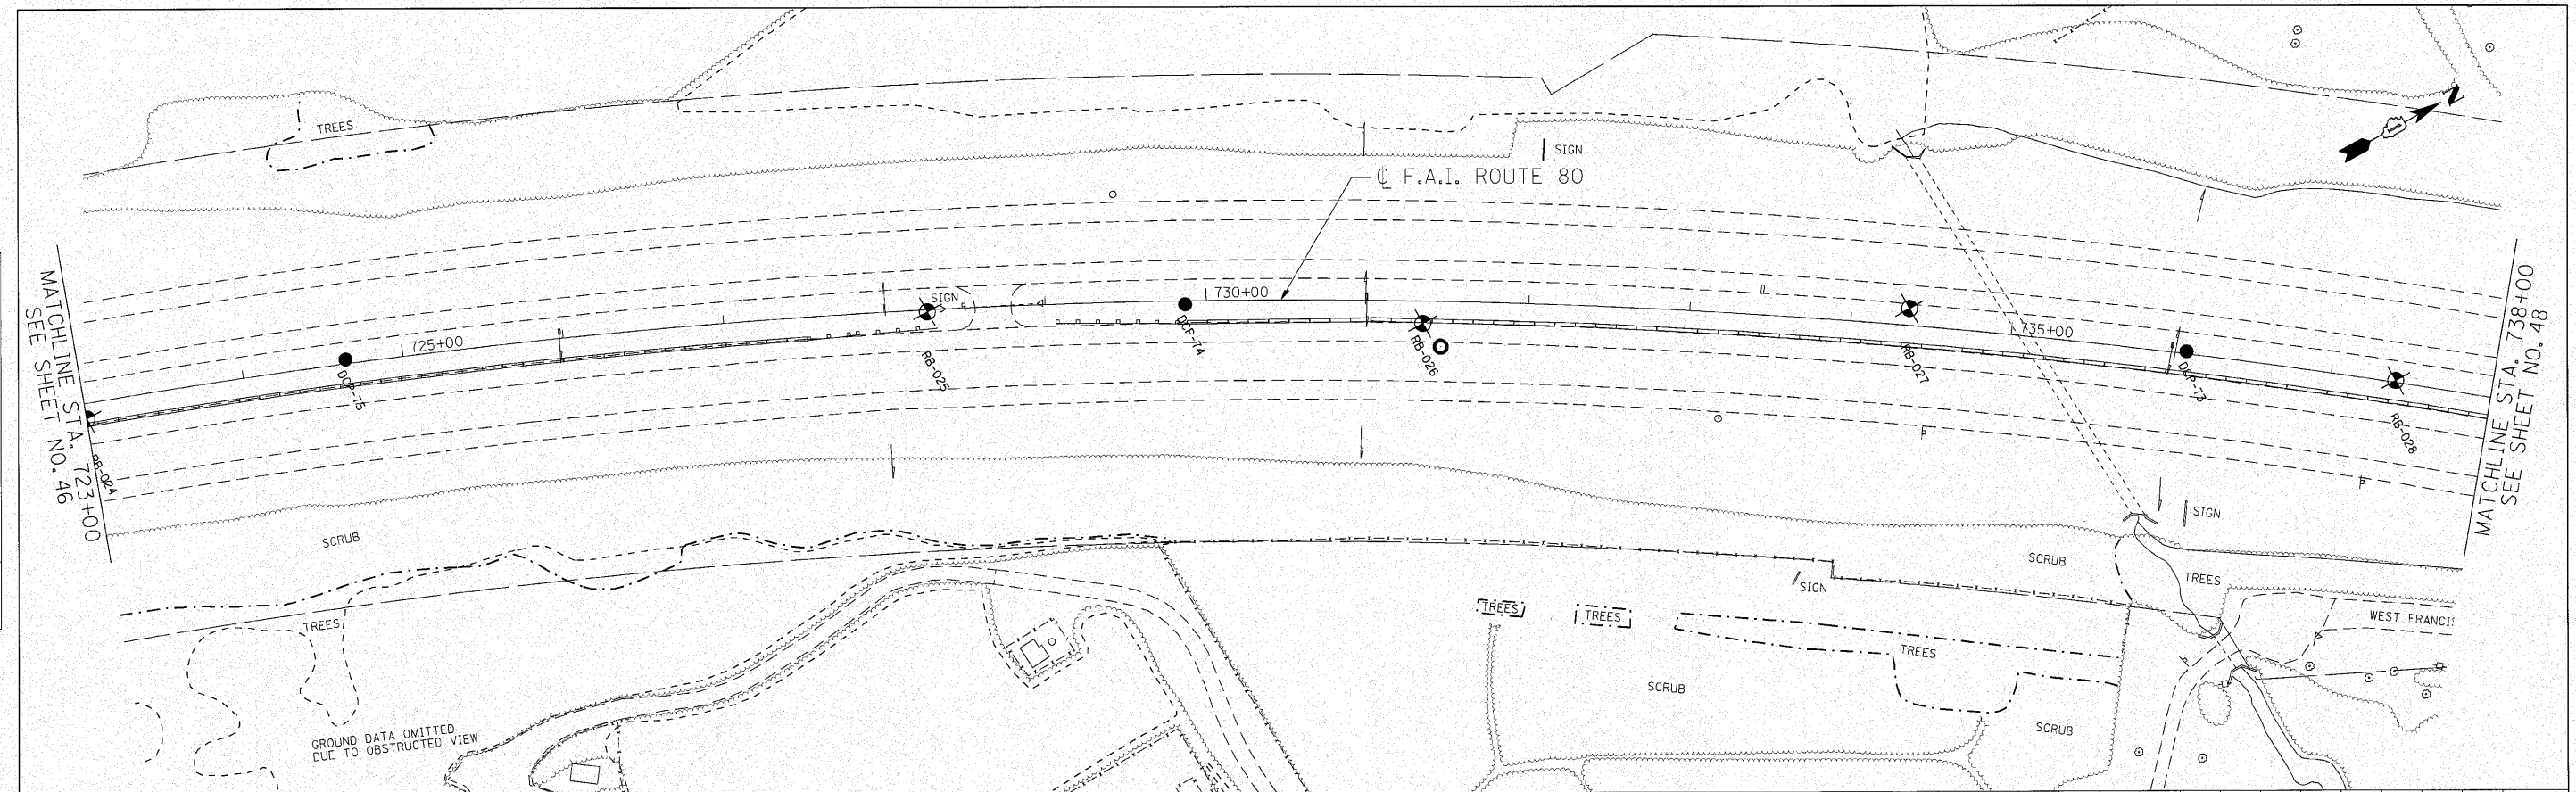 TREES
SIGN
℄ F.A.I. ROUTE 80
MATCHLINE STA. 723+00
SEE SHEET NO. 46
RB-024
DCP-75
725+00
SIGN
RB-025
DCP-74
730+00
RB-026
RB-027
735+00
DCP-73
RB-028
MATCHLINE STA. 738+00
SEE SHEET NO. 48
SCRUB
TREES
GROUND DATA OMITTED
DUE TO OBSTRUCTED VIEW
SIGN
TREES
TREES
TREES
SCRUB
SCRUB
SCRUB
SIGN
TREES
WEST FRANCIS
N